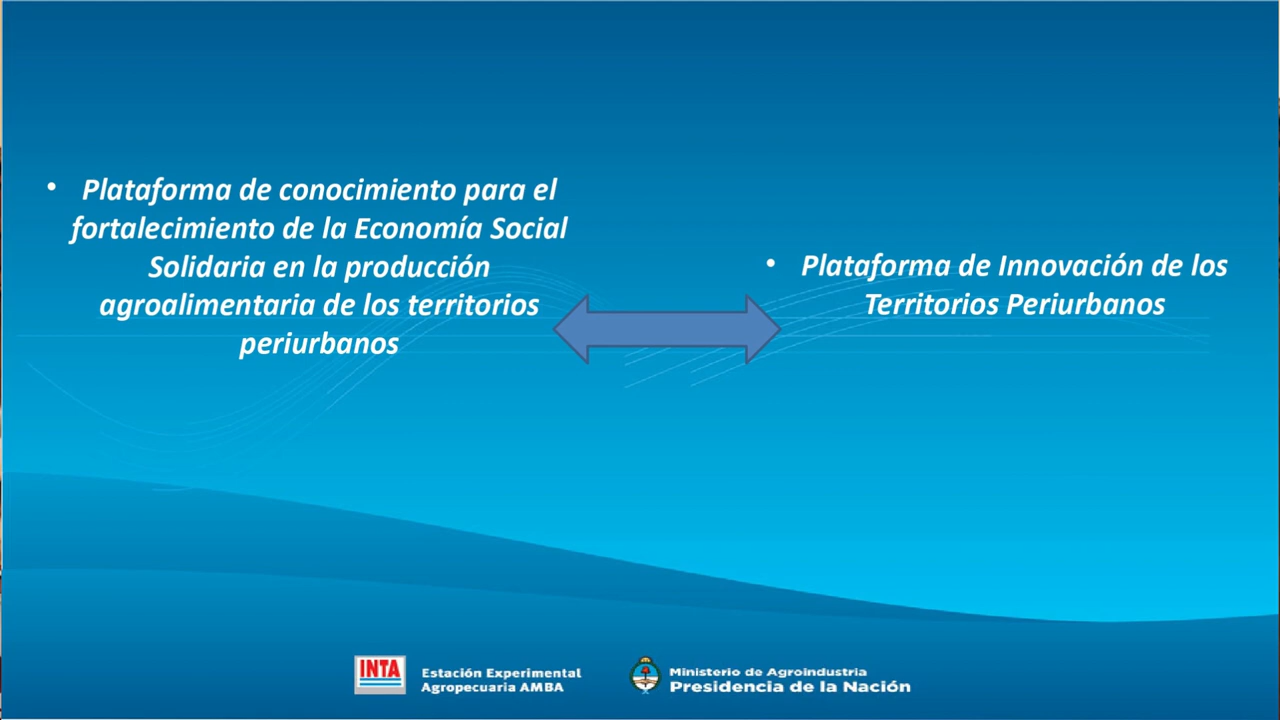 • Plataforma de conocimiento para el
fortalecimiento de la Economía Social
Solidaria en la producción
agroalimentaria de los territorios
periurbanos
• Plataforma de Innovación de los
Territorios Periurbanos
INTA
Estación Experimental
Agropecuaria AMBA
Ministerio de Agroindustria
Presidencia de la Nación